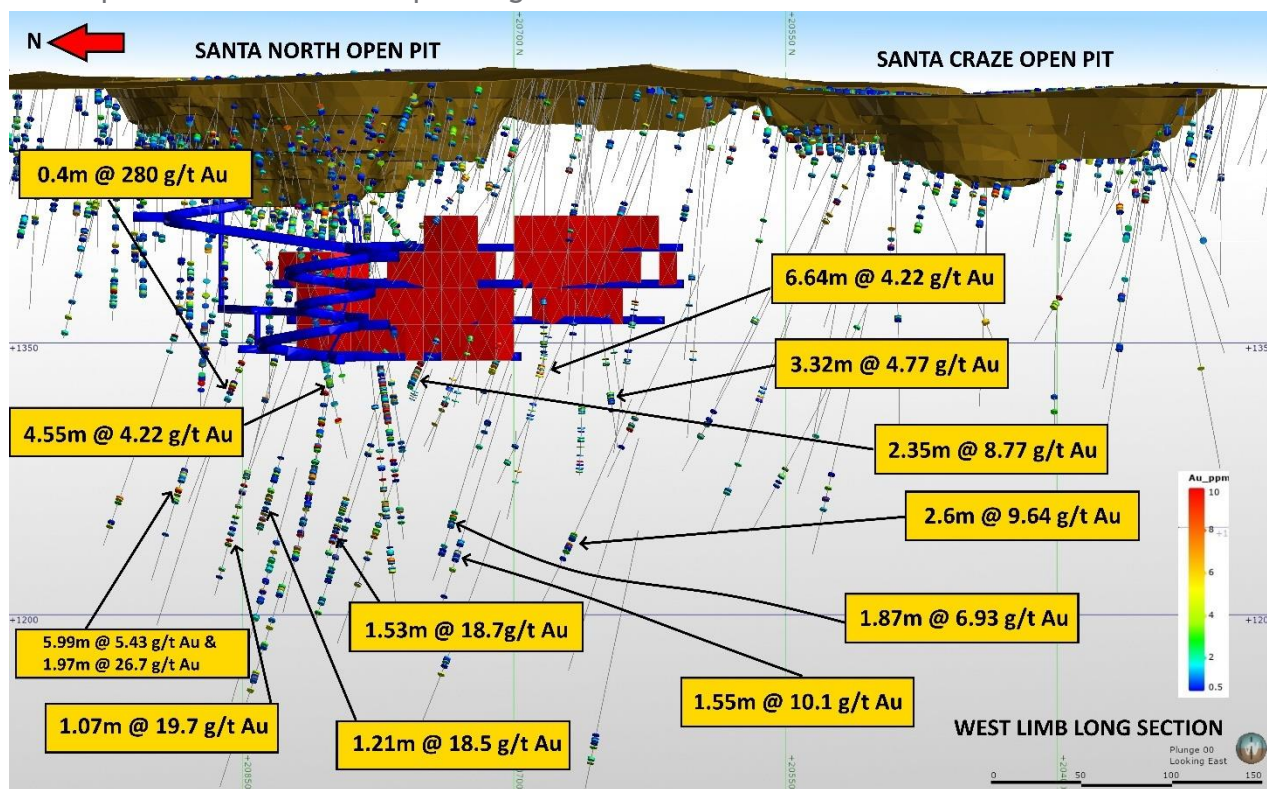 N
SANTA NORTH OPEN PIT
+20700 N
+20550 N
SANTA CRAZE OPEN PIT
0.4m @ 280 g/t Au
6.64m @ 4.22 g/t Au
+1350
3.32m @ 4.77 g/t Au
4.55m @ 4.22 g/t Au
2.35m @ 8.77 g/t Au
Au_ppm
10
8
6
4
2
0.5
2.6m @ 9.64 g/t Au
+1200
1.53m @ 18.7g/t Au
1.87m @ 6.93 g/t Au
5.99m @ 5.43 g/t Au &
1.97m @ 26.7 g/t Au
1.55m @ 10.1 g/t Au
1.07m @ 19.7 g/t Au
1.21m @ 18.5 g/t Au
WEST LIMB LONG SECTION
Plunge 00
Looking East
0 50 100 150